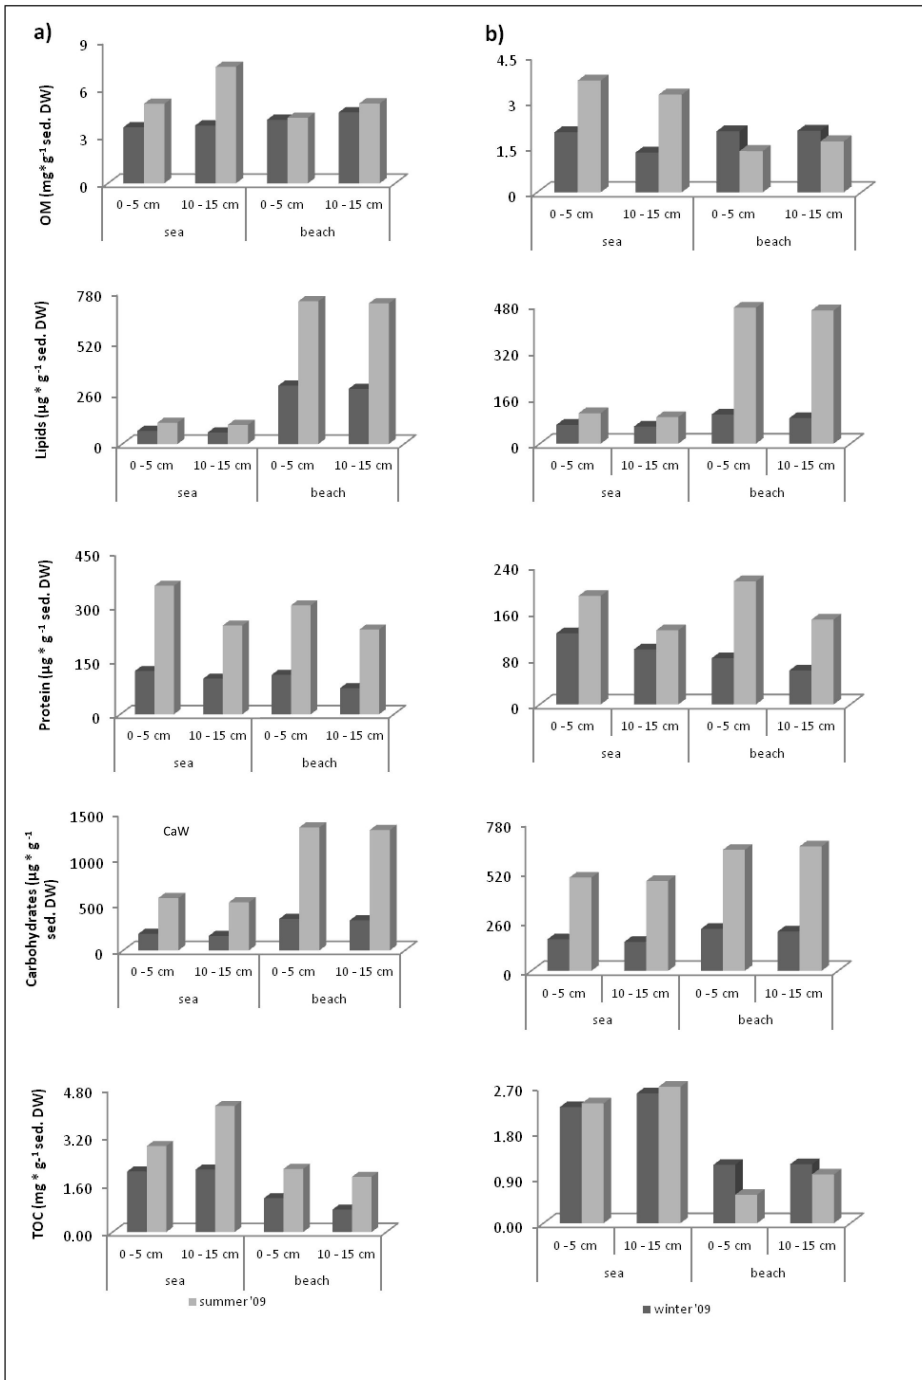 a)
9
6
3
0
OM (mg*g-1 sed. DW)
0 -5 cm 10 - 15 cm 0 -5 cm 10 - 15 cm
sea beach
b)
4.5
3
1.5
0
0 -5 cm 10 - 15 cm 0 -5 cm 10 - 15 cm
sea beach
780
520
260
0
Lipids (µg * g-1 sed. DW)
0 -5 cm 10 - 15 cm 0 -5 cm 10 - 15 cm
sea beach
480
320
160
0
0 -5 cm 10 - 15 cm 0 -5 cm 10 - 15 cm
sea beach
450
300
150
0
Protein (µg * g-1 sed. DW)
0 -5 cm 10 - 15 cm 0 -5 cm 10 - 15 cm
sea beach
240
160
80
0
0 -5 cm 10 - 15 cm 0 -5 cm 10 - 15 cm
sea beach
1500
1000
500
0
Carbohydrates (µg * g-1
sed. DW)
CaW
0 -5 cm 10 - 15 cm 0 -5 cm 10 - 15 cm
sea beach
780
520
260
0
0 -5 cm 10 - 15 cm 0 -5 cm 10 - 15 cm
sea beach
4.80
3.20
1.60
0.00
TOC (mg * g-1 sed. DW)
0 -5 cm 10 - 15 cm 0 -5 cm 10 - 15 cm
sea beach
summer'09
2.70
1.80
0.90
0.00
0 -5 cm 10 - 15 cm 0 -5 cm 10 - 15 cm
sea beach
winter'09